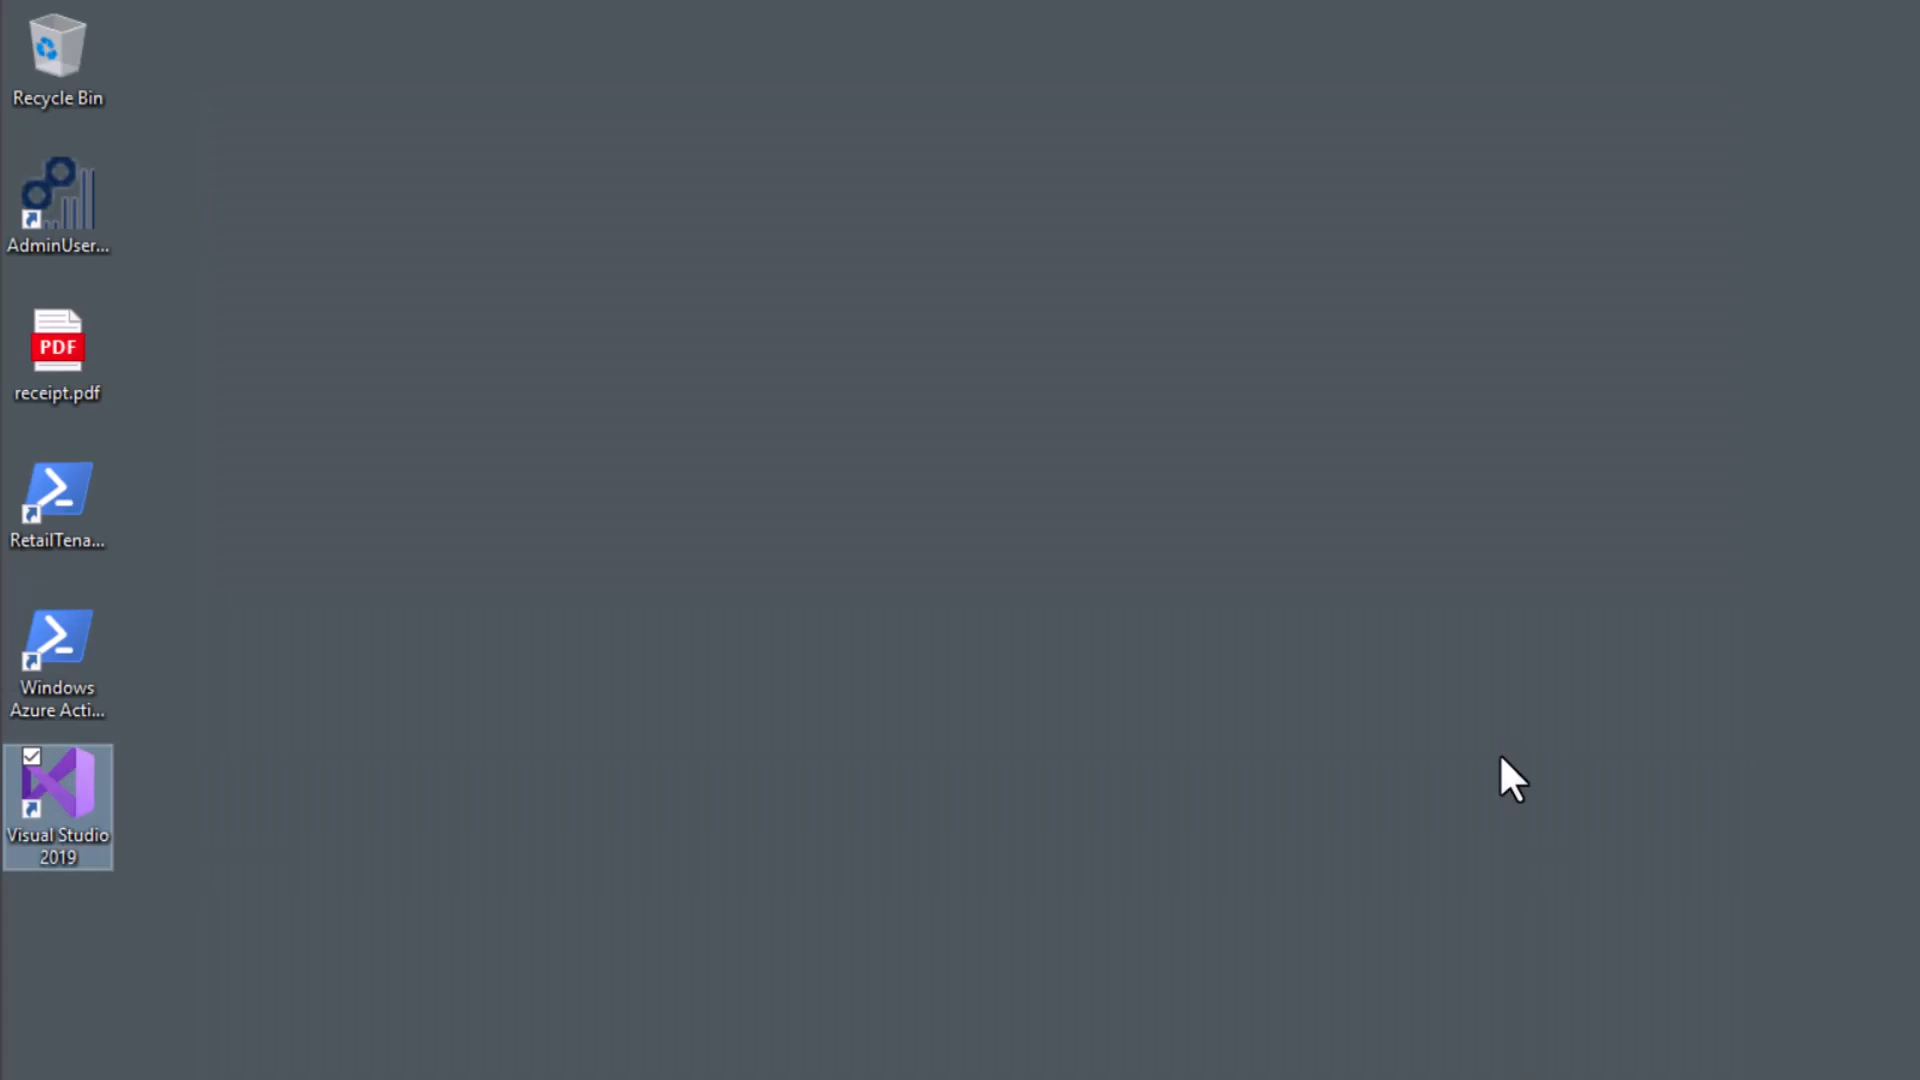 Recycle Bin
AdminUser...
PDF
receipt.pdf
RetailTena...
Windows
Azure Acti...
Visual Studio
2019